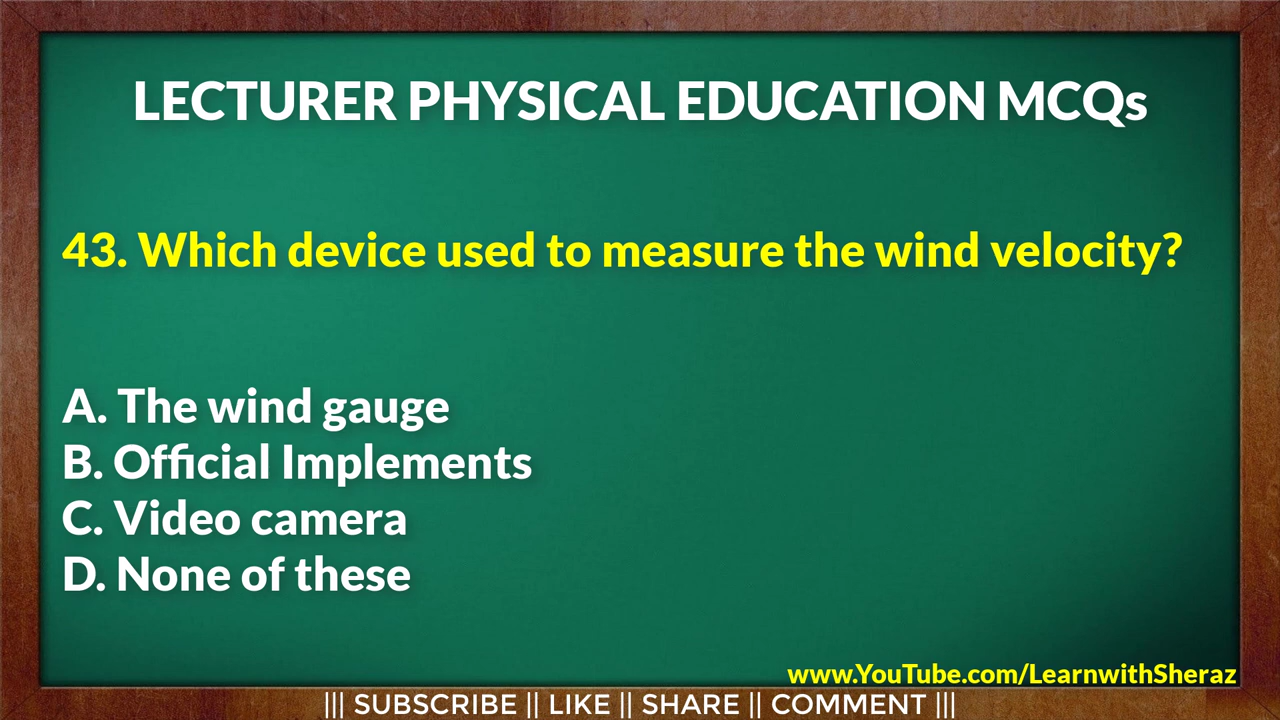 LECTURER PHYSICAL EDUCATION MCQs
43. Which device used to measure the wind velocity?
A. The wind gauge
B. Official Implements
C. Video camera
D. None of these
www.YouTube.com/LearnwithSheraz
||| SUBSCRIBE || LIKE || SHARE || COMMENT |||